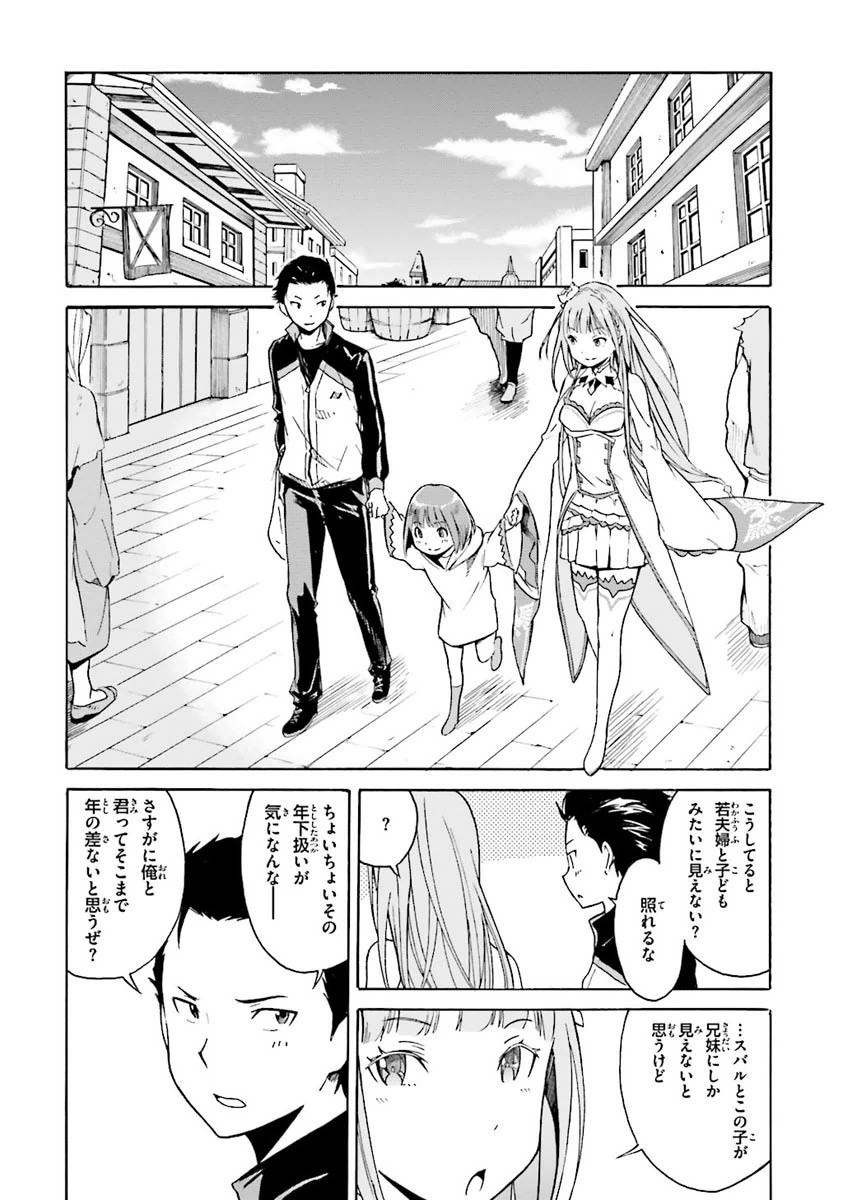 こうしてると
若夫婦と子ども
みたいに見えない?
照れるな
?
…スバルとこの子が
兄妹にしか
見えないと
思うけど
ちょいちょいその
年下扱いが
気になんな―
さすがに俺と
君ってそこまで
年の差ないと思うぜ?